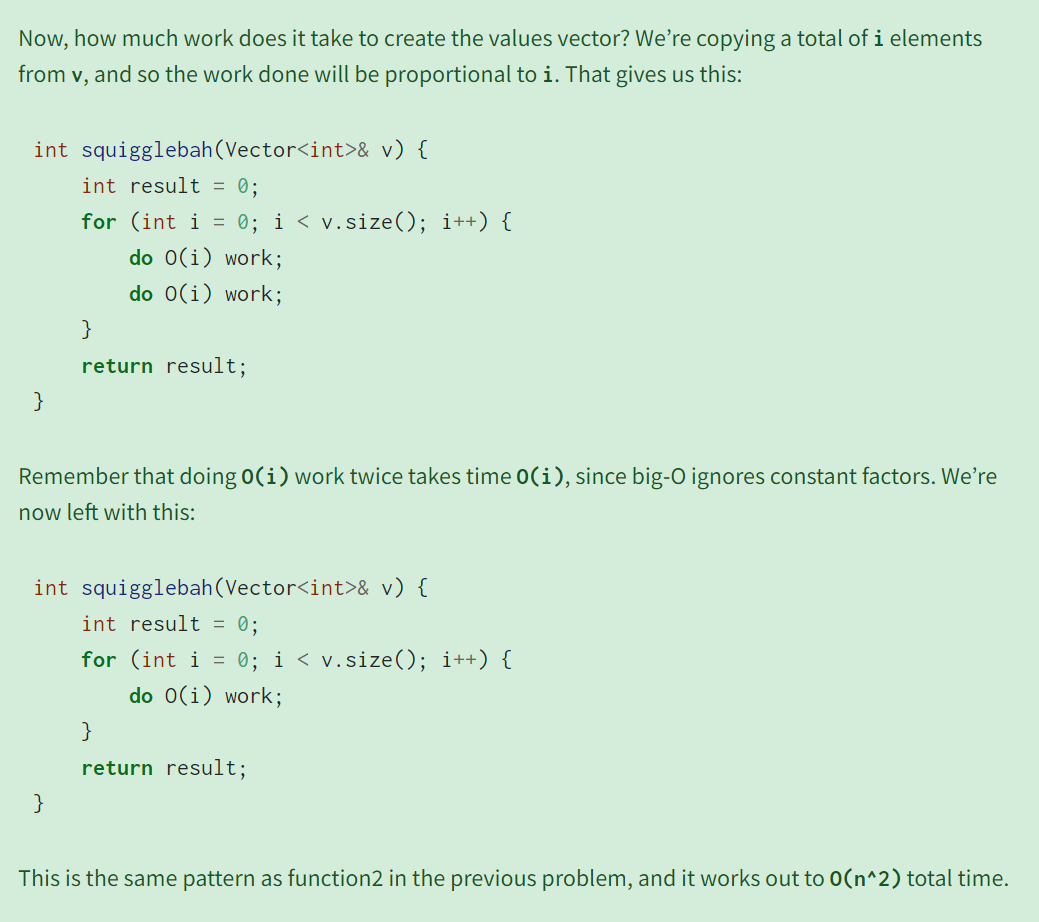 Now, how much work does it take to create the values vector? We’re copying a total of i elements
from v, and so the work done will be proportional to i. That gives us this:
int squigglebah(Vector<int>& v) {
    int result = 0;
    for (int i = 0; i < v.size(); i++) {
        do O(i) work;
        do O(i) work;
    }
    return result;
}
Remember that doing O(i) work twice takes time O(i), since big-O ignores constant factors. We’re
now left with this:
int squigglebah(Vector<int>& v) {
    int result = 0;
    for (int i = 0; i < v.size(); i++) {
        do O(i) work;
    }
    return result;
}
This is the same pattern as function2 in the previous problem, and it works out to O(n^2) total time.